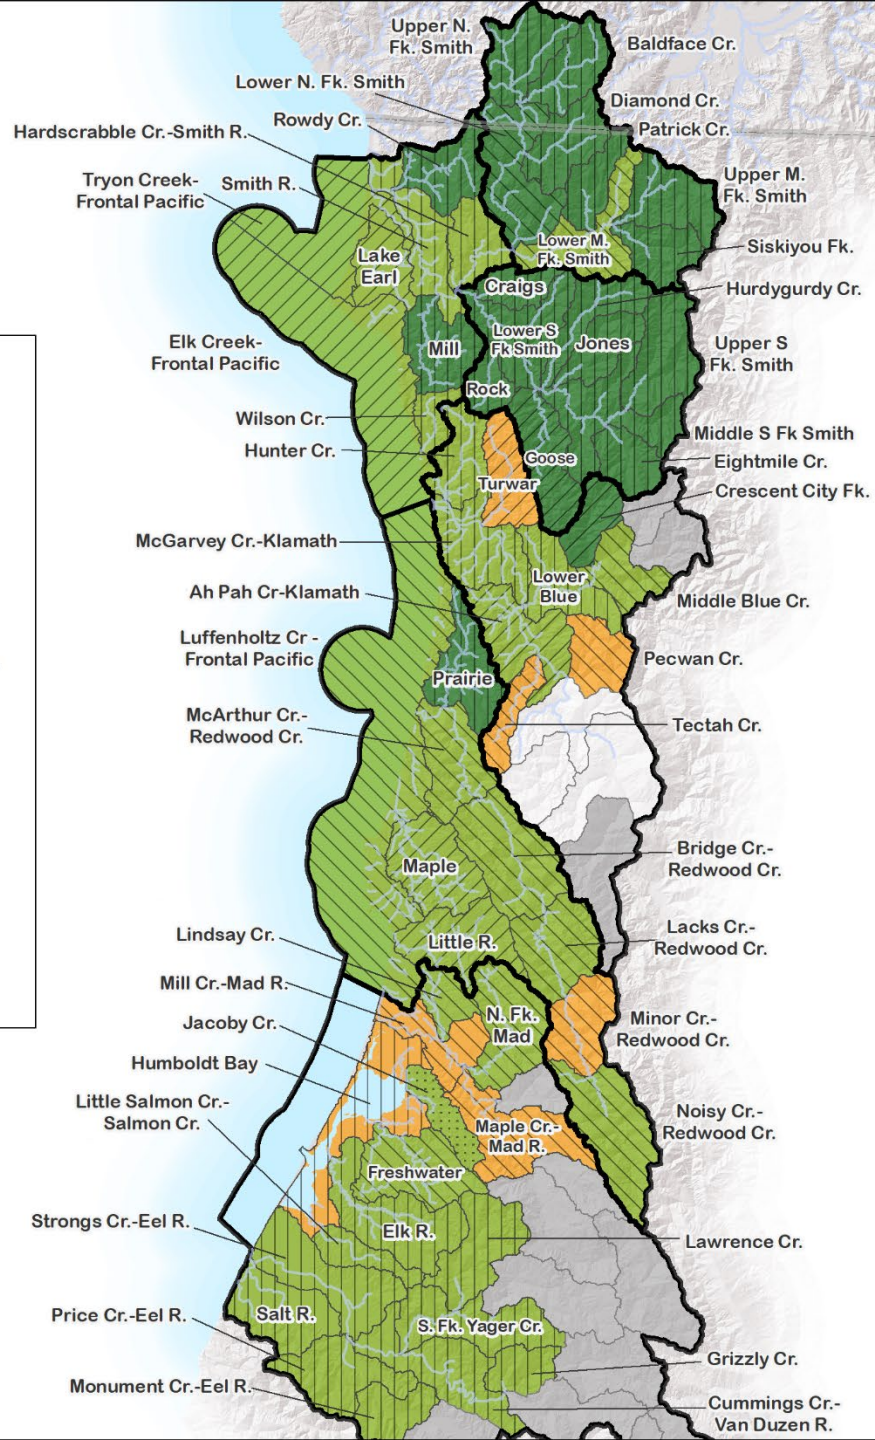 Upper N.
Fk. Smith
Baldface Cr.
Lower N. Fk. Smith
Diamond Cr.
Rowdy Cr.
Patrick Cr.
Hardscrabble Cr.-Smith R.
Tryon Creek-
Frontal Pacific
Smith R.
Upper M.
Fk. Smith
Lake
Earl
Lower M.
Fk. Smith
Siskiyou Fk.
Craigs
Hurdygurdy Cr.
Elk Creek-
Frontal Pacific
Mill
Lower S
Fk Smith
Jones
Upper S
Fk. Smith
Rock
Wilson Cr.
Middle S Fk Smith
Hunter Cr.
Goose
Eightmile Cr.
Turwar
Crescent City Fk.
McGarvey Cr.-Klamath
Lower
Blue
Ah Pah Cr-Klamath
Middle Blue Cr.
Luffenholtz Cr -
Frontal Pacific
Pecwan Cr.
Prairie
McArthur Cr.-
Redwood Cr.
Tectah Cr.
Maple
Bridge Cr.-
Redwood Cr.
Lindsay Cr.
Little R.
Lacks Cr.-
Redwood Cr.
Mill Cr.-Mad R.
Jacoby Cr.
N. Fk.
Mad
Minor Cr.-
Redwood Cr.
Humboldt Bay
Little Salmon Cr.-
Salmon Cr.
Maple Cr.-
Mad R.
Noisy Cr.-
Redwood Cr.
Freshwater
Strongs Cr.-Eel R.
Elk R.
Lawrence Cr.
Price Cr.-Eel R.
Salt R.
S. Fk. Yager Cr.
Grizzly Cr.
Monument Cr.-Eel R.
Cummings Cr.-
Van Duzen R.